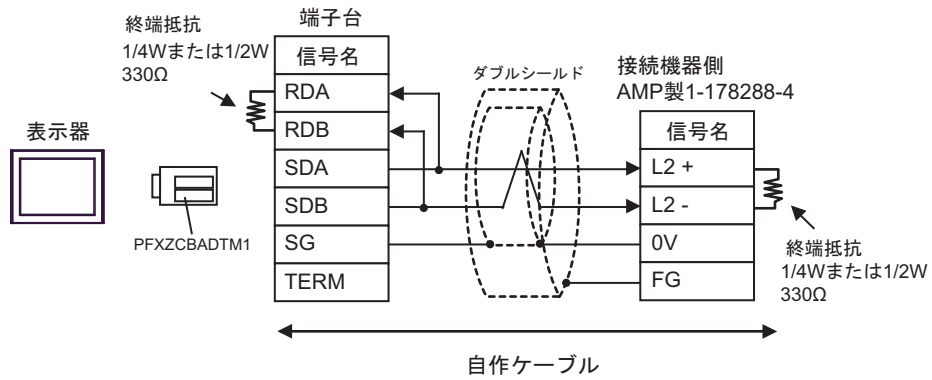 終端抵抗
1/4Wまたは1/2W
330Ω
端子台
信号名
RDA
RDB
SDA
SDB
SG
TERM
表示器
PFXZCBADTM1
ダブルシールド
接続機器側
AMP製1-178288-4
信号名
L2 +
L2 -
0V
FG
終端抵抗
1/4Wまたは1/2W
330Ω
自作ケーブル